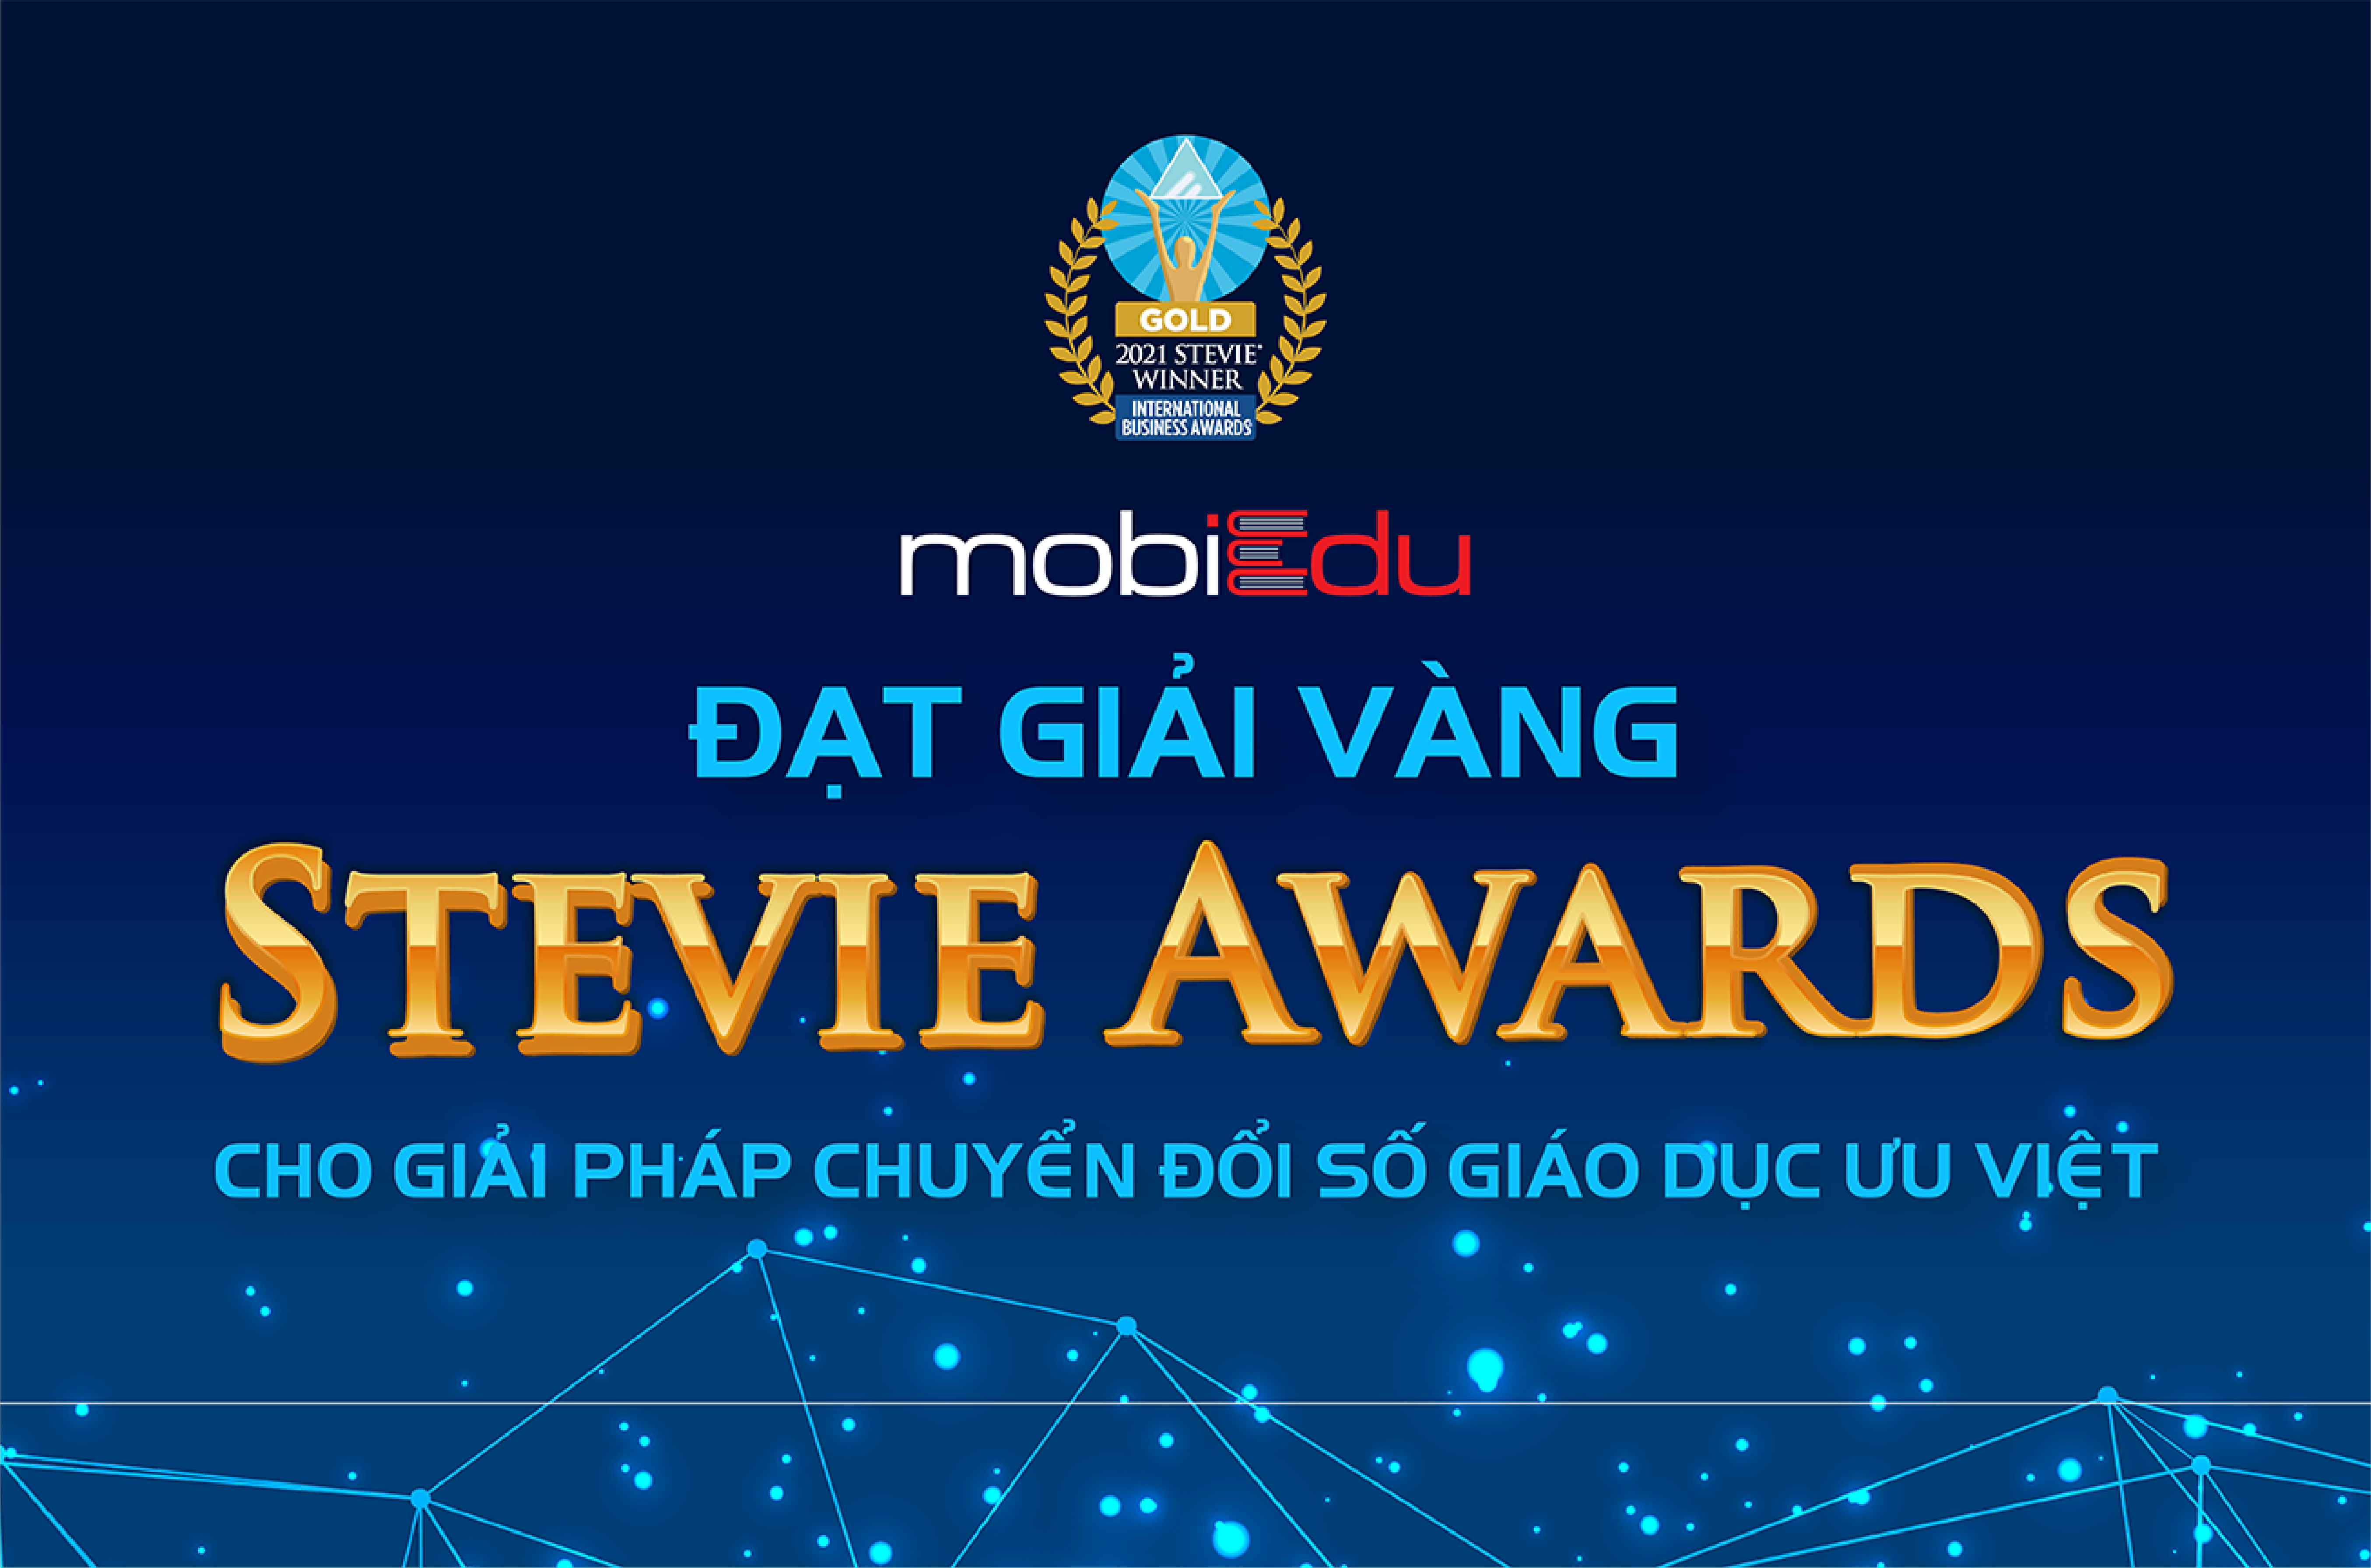 GOLD
2021 STEVIE®
WINNER
INTERNATIONAL
BUSINESS AWARDS
mobiEdu
ĐẠT GIẢI VÀNG
STEVIE AWARDS
CHO GIẢI PHÁP CHUYỂN ĐỔI SỐ GIÁO DỤC ƯU VIỆT